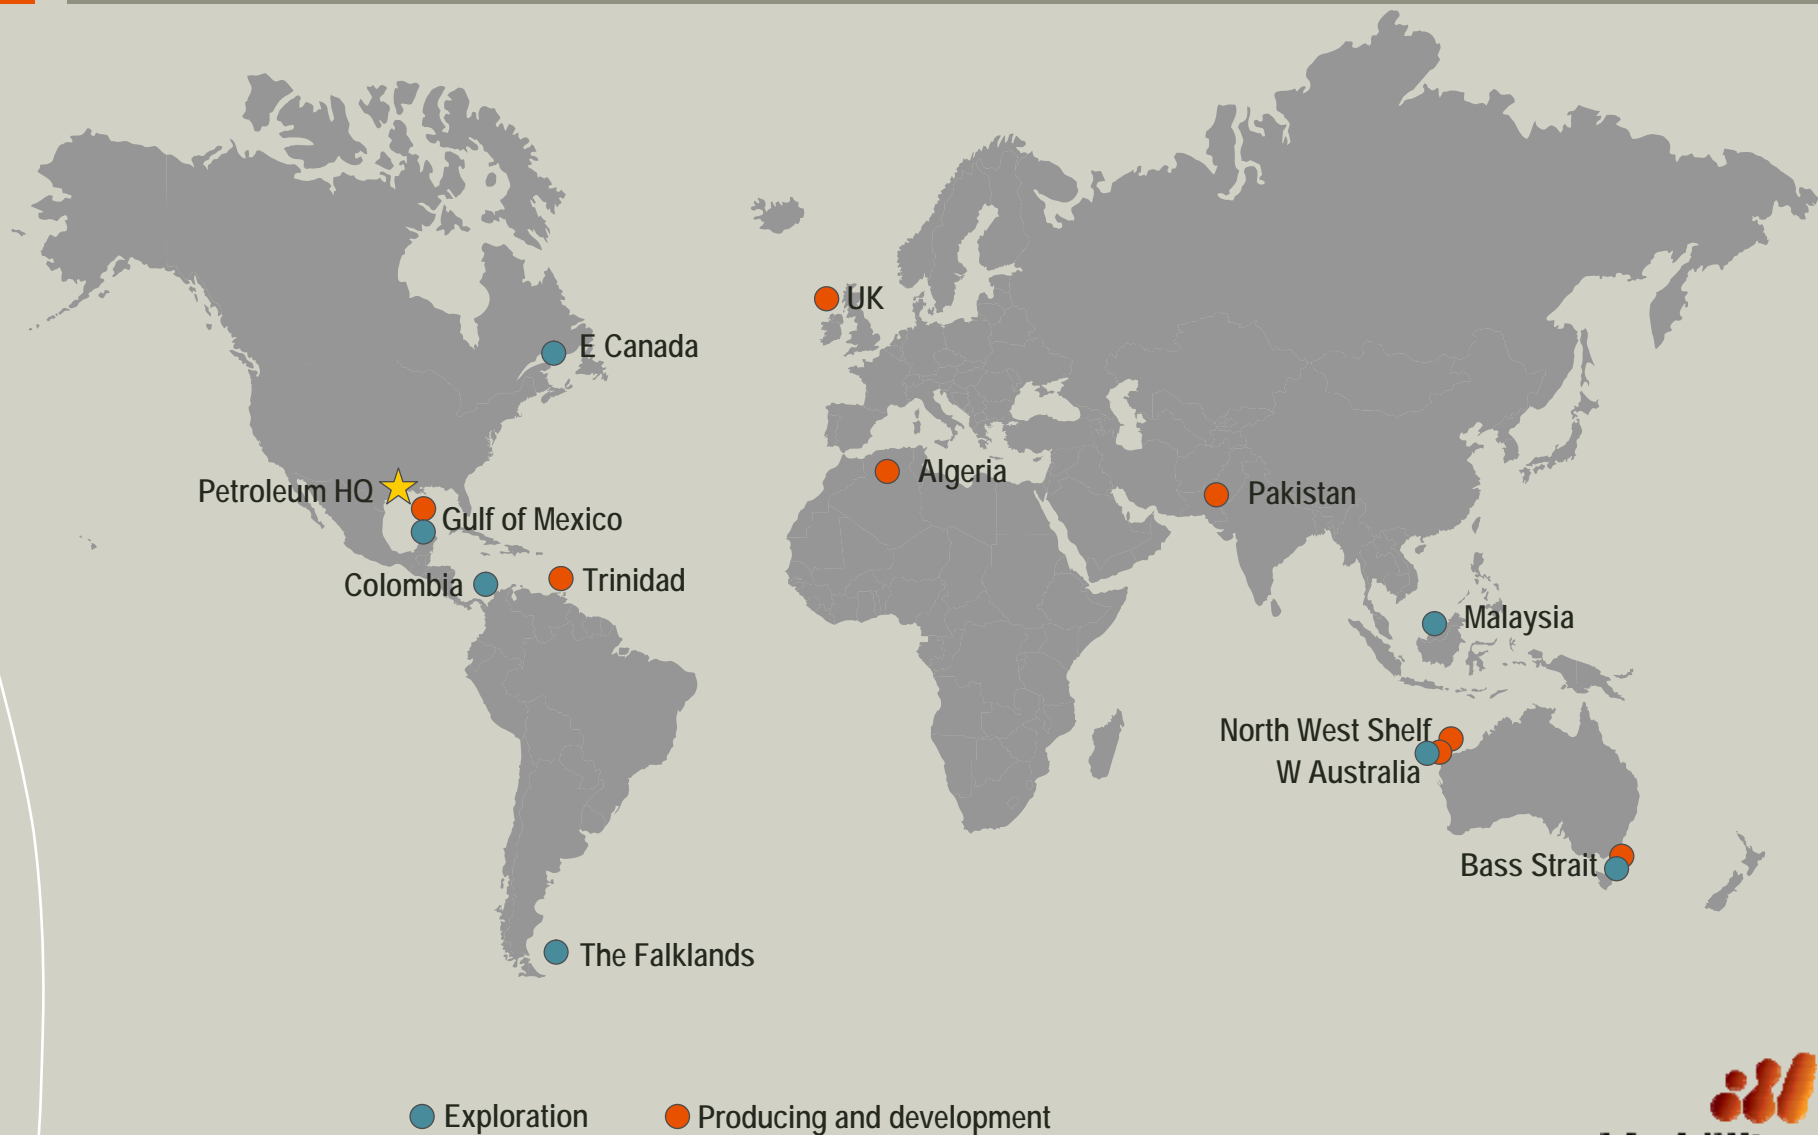 UK
E Canada
Algeria
Petroleum HQ
Pakistan
Gulf of Mexico
Colombia
Trinidad
Malaysia
North West Shelf
W Australia
Bass Strait
The Falklands
Exploration
Producing and development